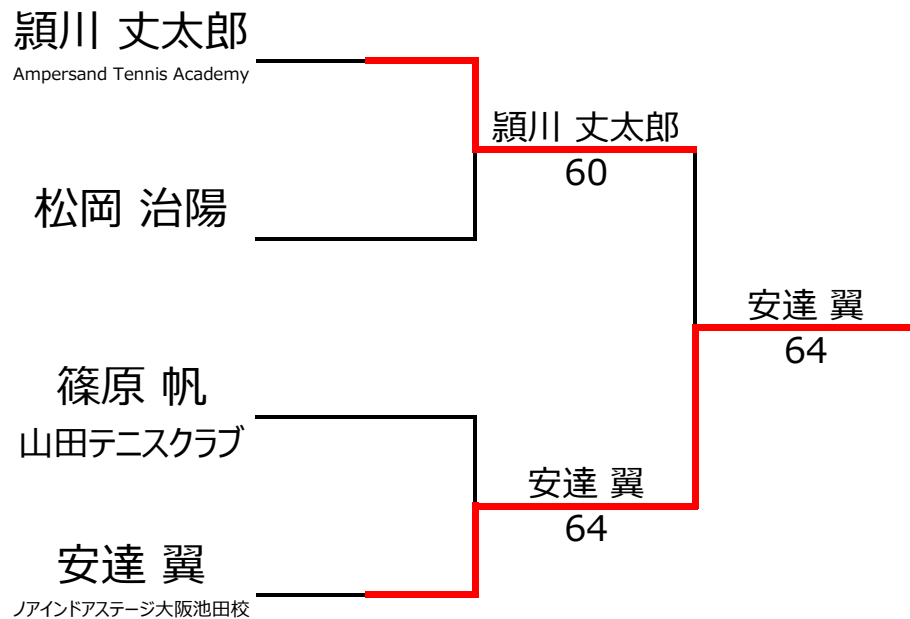 頴川 丈太郎
Ampersand Tennis Academy
頴川 丈太郎
60
松岡 治陽
安達 翼
64
篠原 帆
山田テニスクラブ
安達 翼
64
安達 翼
ノアインドアステージ大阪池田校